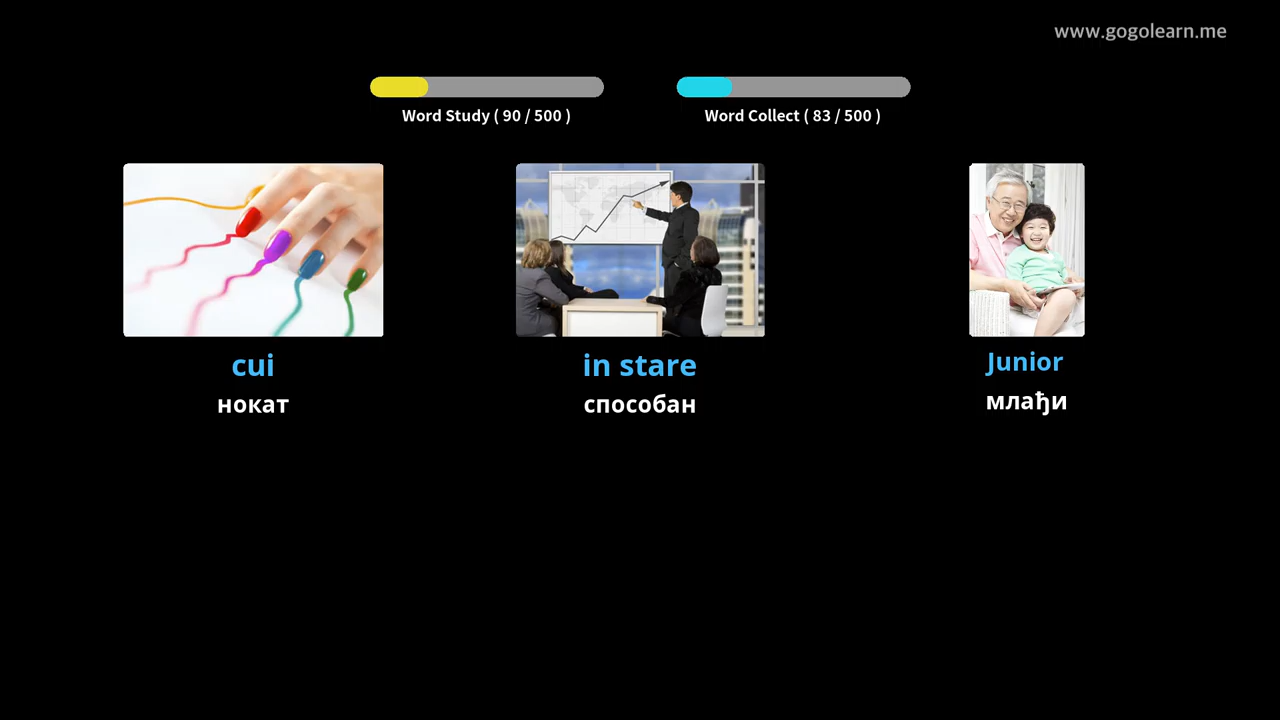 www.gogolearn.me
Word Study ( 90 / 500 )
Word Collect ( 83 / 500 )
cui
in stare
Junior
нокат
способан
млађи